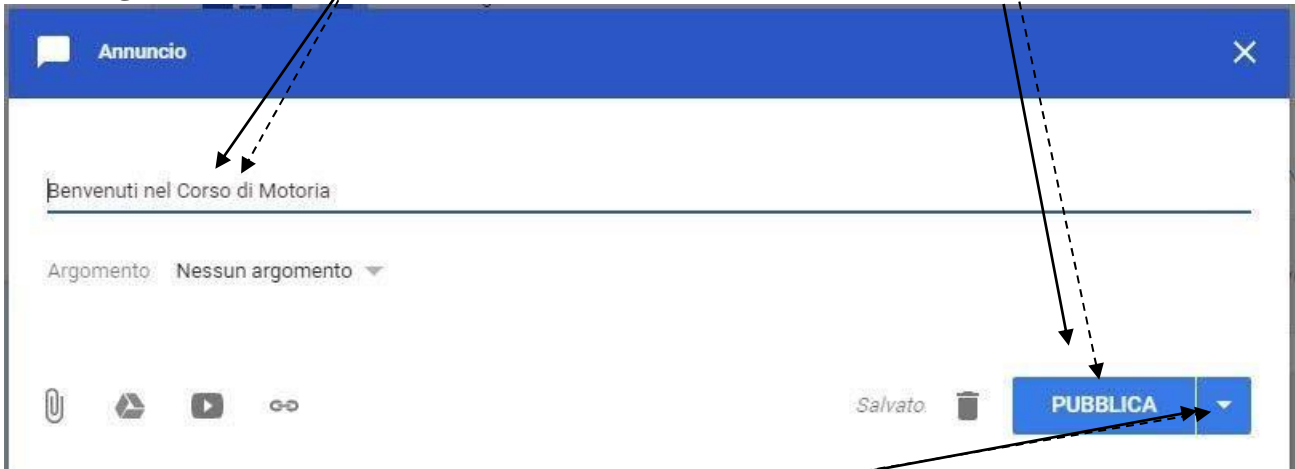 Annuncio
Benvenuti nel Corso di Motoria
Argomento Nessun argomento
Salvato. PUBBLICA